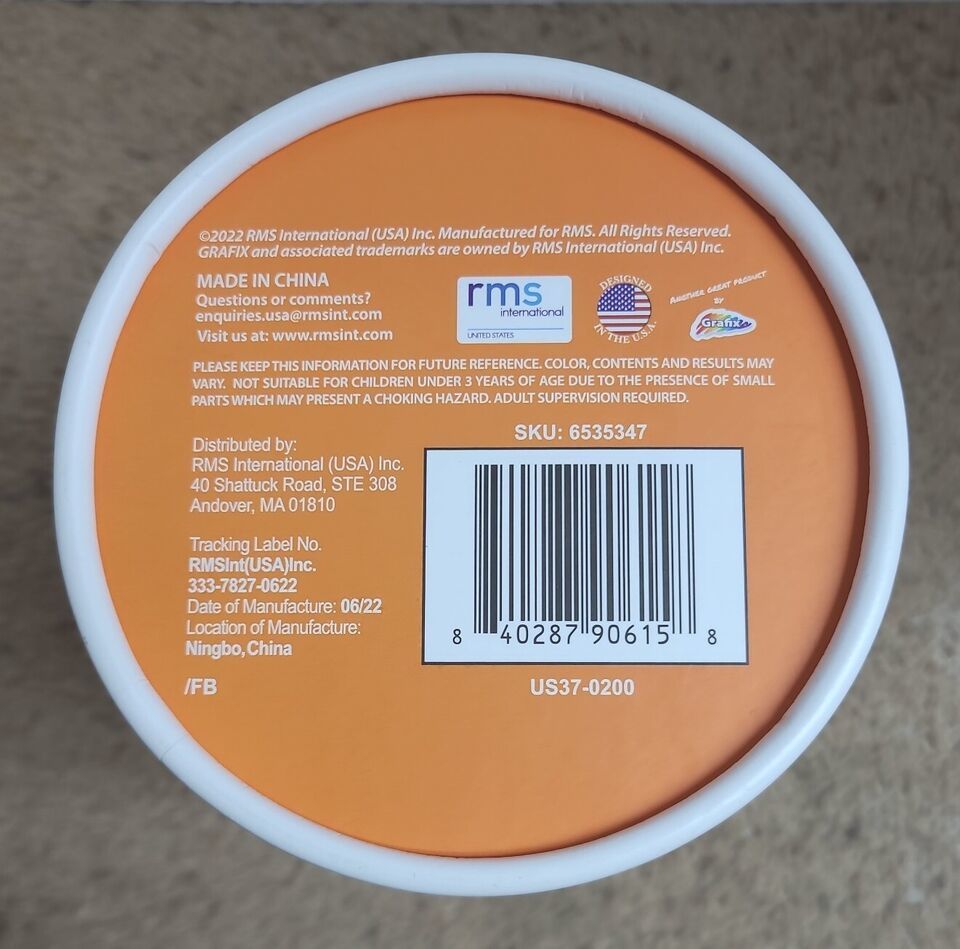 ©2022 RMS International (USA) Inc. Manufactured for RMS. All Rights Reserved.
GRAFIX and associated trademarks are owned by RMS International (USA) Inc.
MADE IN CHINA
Questions or comments?
enquiries.usa@rmsint.com
Visit us at: www.rmsint.com
rms
international
UNITED STATES
DESIGNED
IN THE U.S.A.
ANOTHER GREAT PRODUCT
BY
Grafix
PLEASE KEEP THIS INFORMATION FOR FUTURE REFERENCE. COLOR, CONTENTS AND RESULTS MAY
VARY. NOT SUITABLE FOR CHILDREN UNDER 3 YEARS OF AGE DUE TO THE PRESENCE OF SMALL
PARTS WHICH MAY PRESENT A CHOKING HAZARD. ADULT SUPERVISION REQUIRED.
Distributed by:
RMS International (USA) Inc.
40 Shattuck Road, STE 308
Andover, MA 01810
Tracking Label No.
RMSInt(USA)Inc.
333-7827-0622
Date of Manufacture: 06/22
Location of Manufacture:
Ningbo,China
/FB
SKU: 6535347
8 40287 90615 8
US37-0200